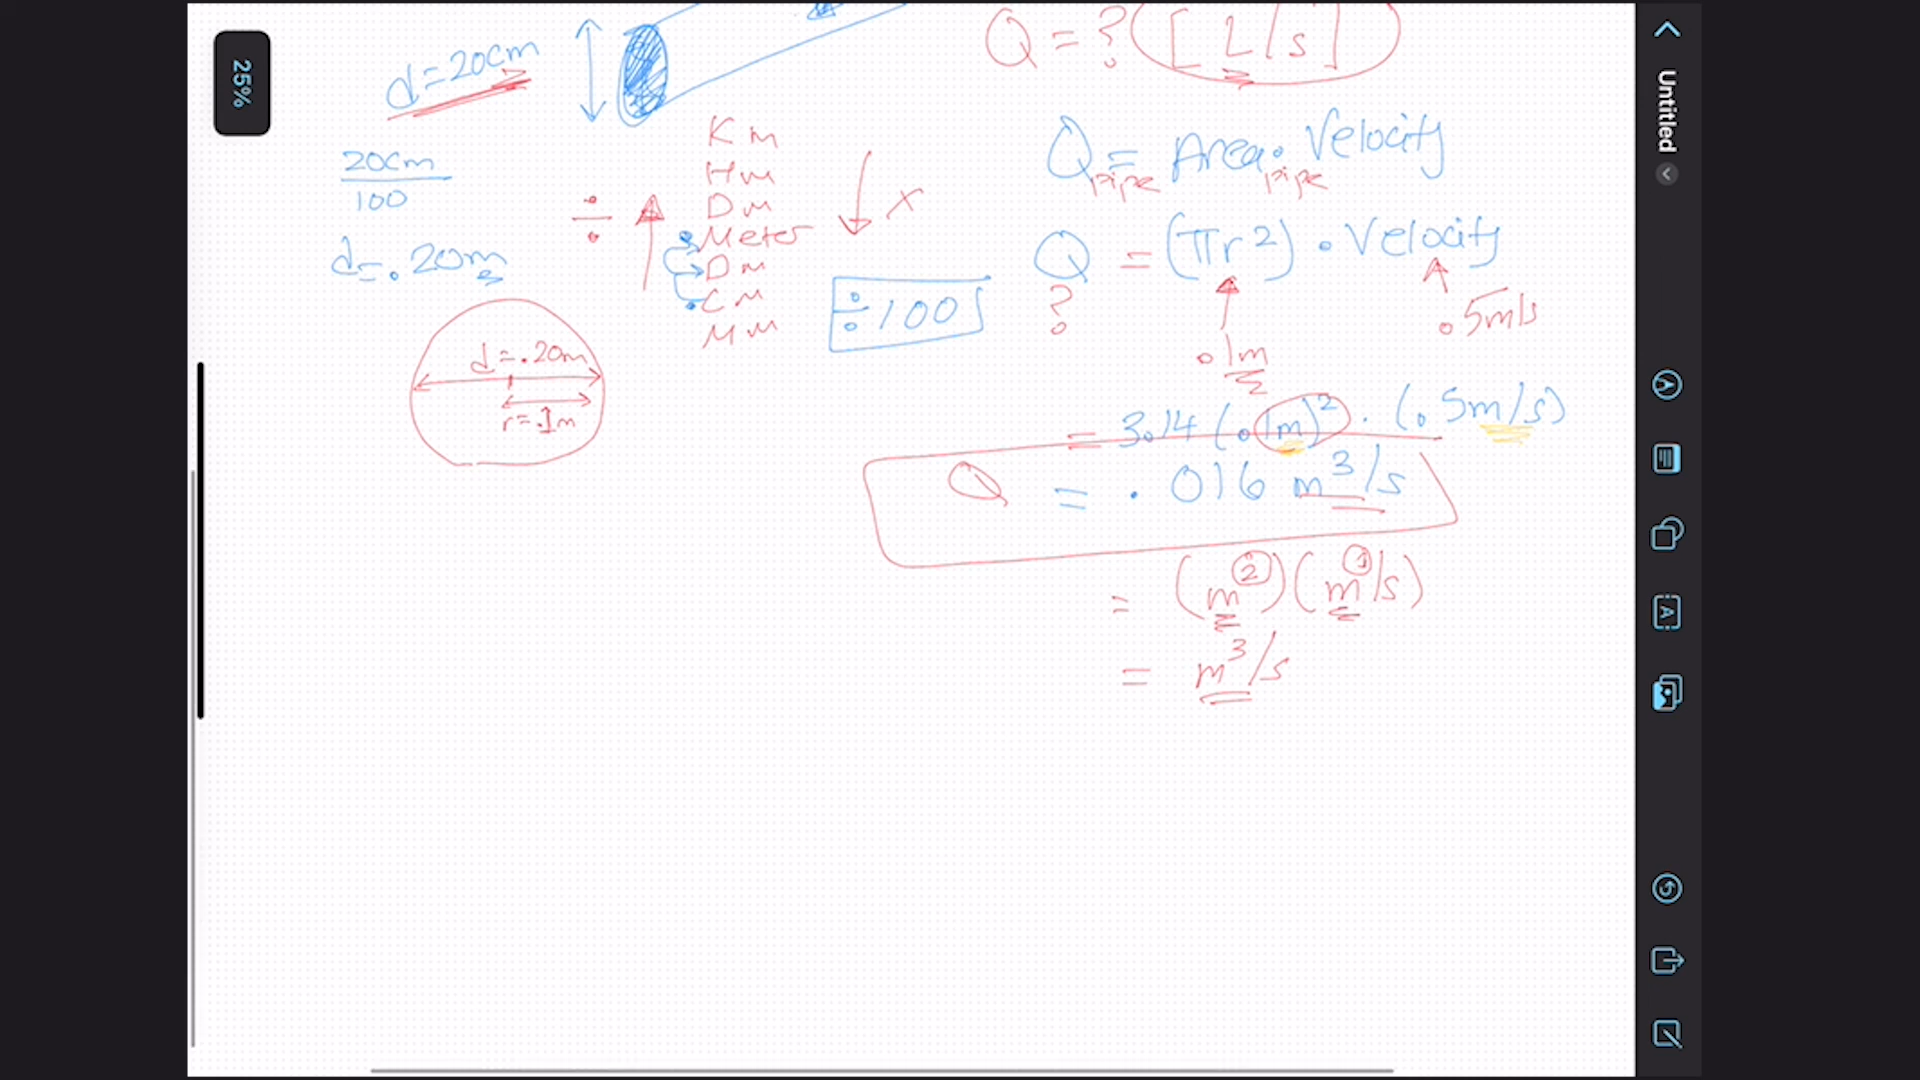 25%
Untitled
d=20cm
Q = ? [L/s]
20cm
100
d=.20m
÷
Km
Hm
Dm
Meter
Dm
Cm
Mm
x
÷100
d=.20m
r=.1m
Q pipe = Area pipe · Velocity
Q = (πr²) · Velocity
?
.1m
.5m/s
= 3.14 (.1m)² · (.5m/s)
Q = .016 m³/s
= (m²)(m¹/s)
= m³/s